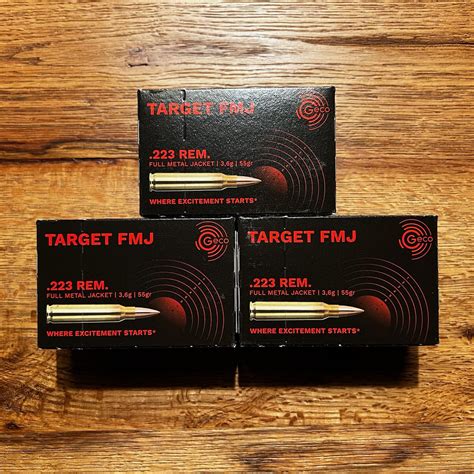 TARGET FMJ
Geco
.223 REM.
FULL METAL JACKET | 3,6g | 55gr
WHERE EXCITEMENT STARTS*
TARGET FMJ
Geco
.223 REM.
FULL METAL JACKET | 3,6g | 55gr
WHERE EXCITEMENT STARTS*
TARGET FMJ
Geco
.223 REM.
FULL METAL JACKET | 3,6g | 55gr
WHERE EXCITEMENT STARTS*